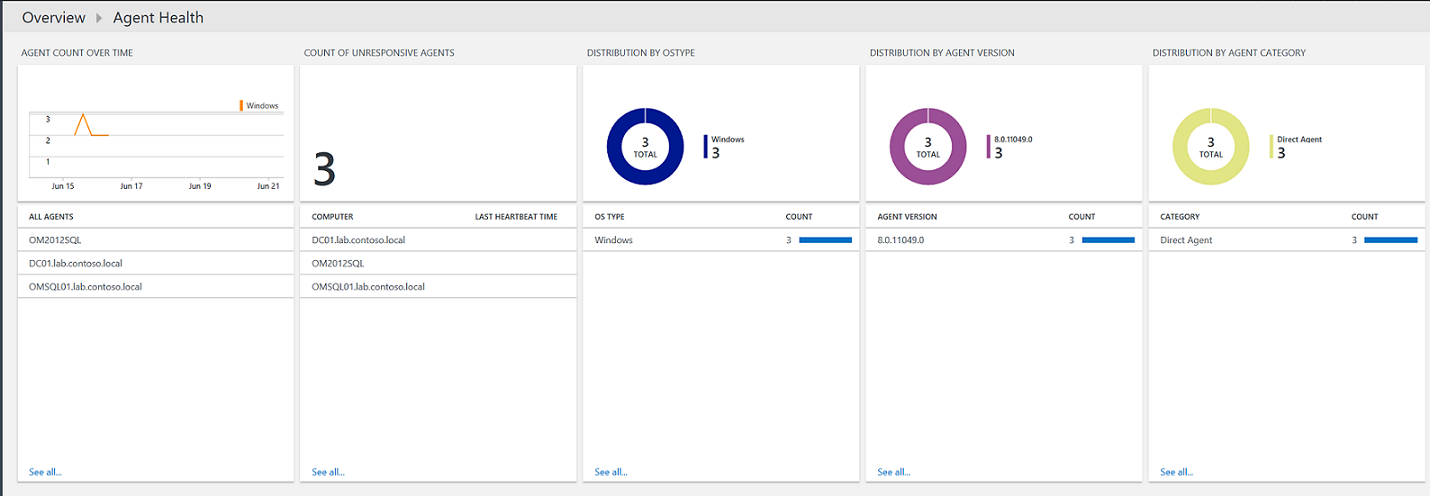 Overview Agent Health
AGENT COUNT OVER TIME
Windows
3
2
1
Jun 15 Jun 17 Jun 19 Jun 21
ALL AGENTS
OM2012SQL
DC01.lab.contoso.local
OMSQL01.lab.contoso.local
See all...
COUNT OF UNRESPONSIVE AGENTS
3
COMPUTER LAST HEARTBEAT TIME
DC01.lab.contoso.local
OM2012SQL
OMSQL01.lab.contoso.local
See all...
DISTRIBUTION BY OSTYPE
3
TOTAL
Windows
3
OS TYPE COUNT
Windows 3
See all...
DISTRIBUTION BY AGENT VERSION
3
TOTAL
8.0.11049.0
3
AGENT VERSION COUNT
8.0.11049.0 3
See all...
DISTRIBUTION BY AGENT CATEGORY
3
TOTAL
Direct Agent
3
CATEGORY COUNT
Direct Agent 3
See all...